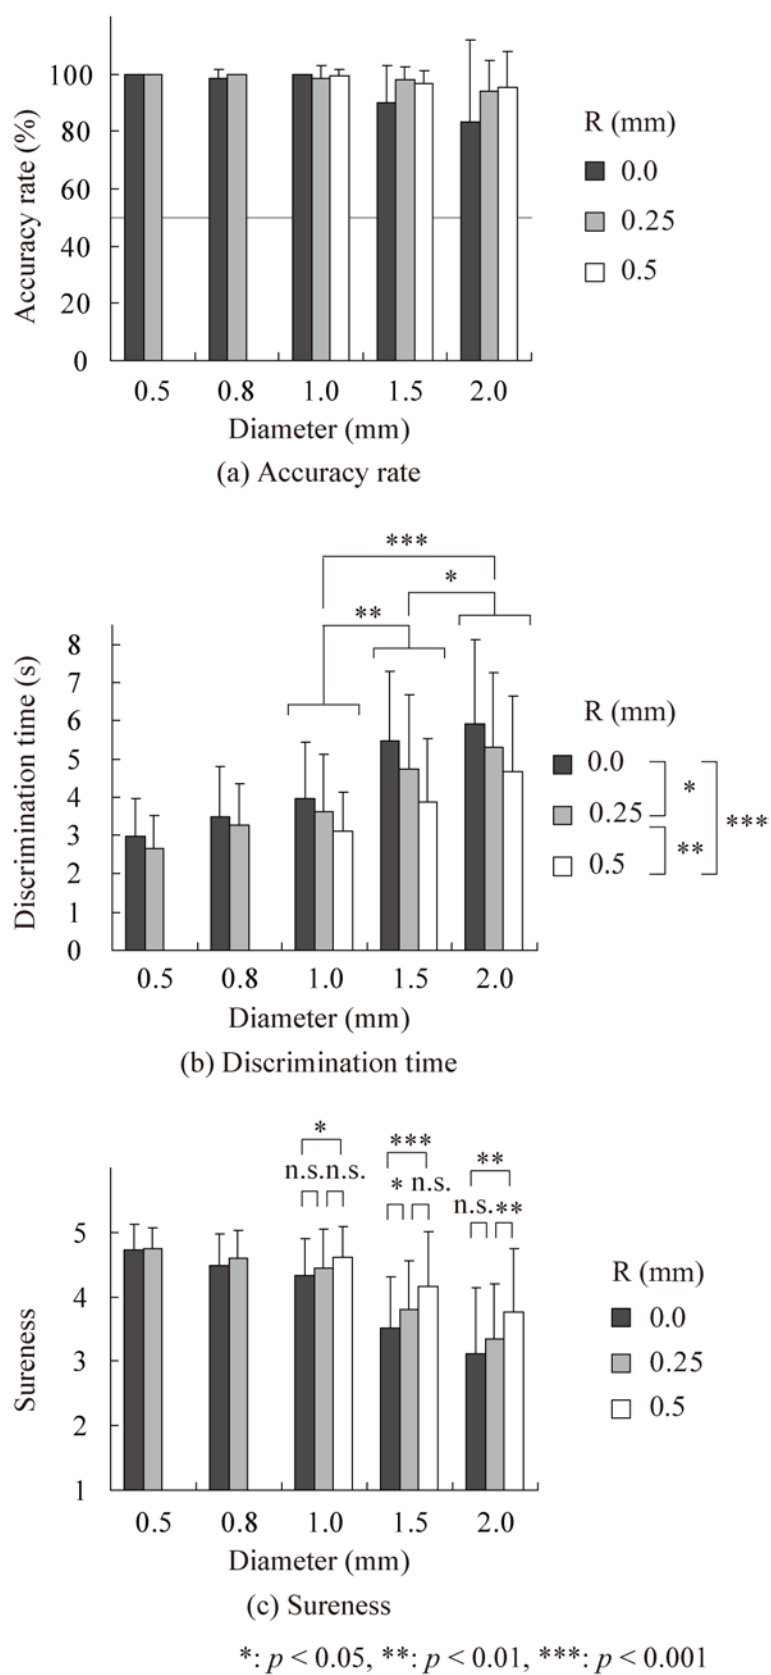 Accuracy rate (%)
100
80
60
40
20
0
0.5 0.8 1.0 1.5 2.0
Diameter (mm)
R (mm)
0.0
0.25
0.5
(a) Accuracy rate
***
*
**
Discrimination time (s)
8
7
6
5
4
3
2
1
0
0.5 0.8 1.0 1.5 2.0
Diameter (mm)
R (mm)
0.0
0.25
0.5
*
**
***
(b) Discrimination time
*
n.s. n.s.
***
* n.s.
**
n.s. **
Sureness
5
4
3
2
1
0.5 0.8 1.0 1.5 2.0
Diameter (mm)
R (mm)
0.0
0.25
0.5
(c) Sureness
*: p < 0.05, **: p < 0.01, ***: p < 0.001